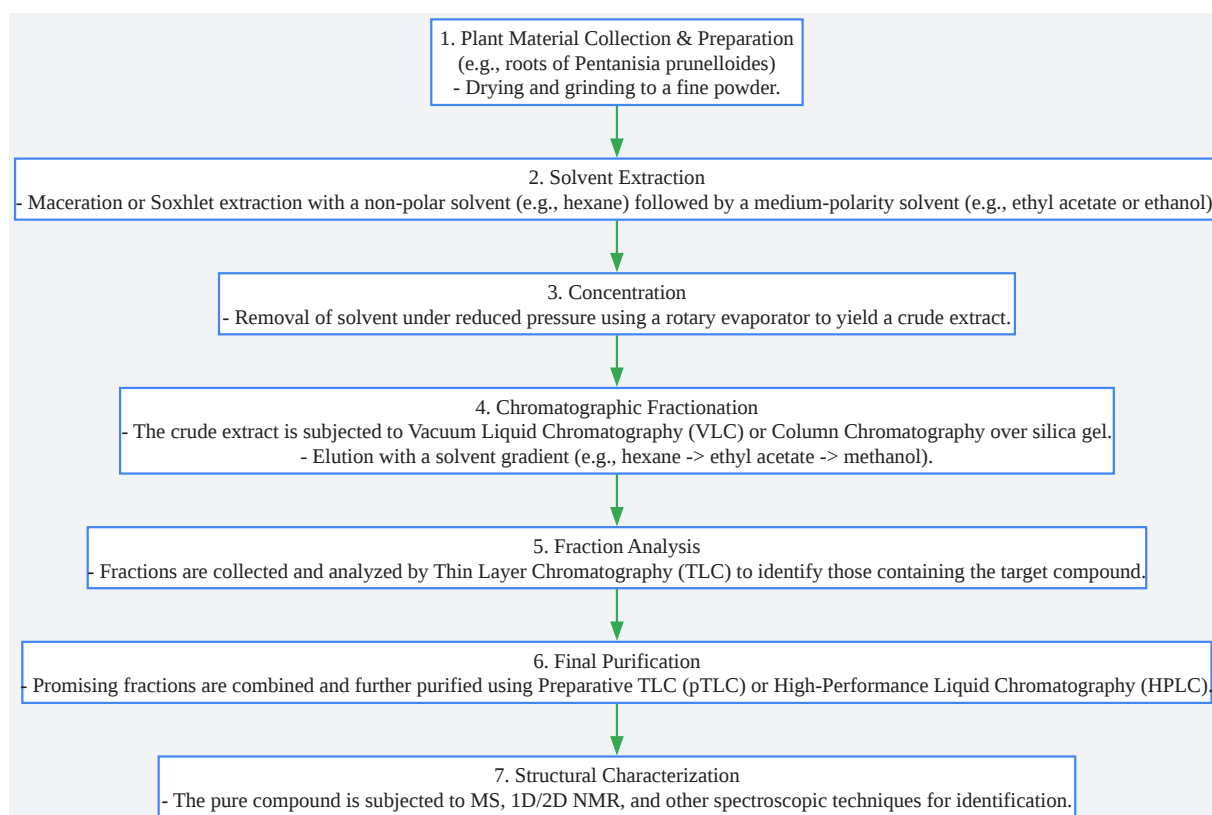 1. Plant Material Collection & Preparation
(e.g., roots of Pentanisia prunelloides)
- Drying and grinding to a fine powder.
2. Solvent Extraction
- Maceration or Soxhlet extraction with a non-polar solvent (e.g., hexane) followed by a medium-polarity solvent (e.g., ethyl acetate or ethanol)
3. Concentration
- Removal of solvent under reduced pressure using a rotary evaporator to yield a crude extract.
4. Chromatographic Fractionation
- The crude extract is subjected to Vacuum Liquid Chromatography (VLC) or Column Chromatography over silica gel.
- Elution with a solvent gradient (e.g., hexane -> ethyl acetate -> methanol).
5. Fraction Analysis
- Fractions are collected and analyzed by Thin Layer Chromatography (TLC) to identify those containing the target compound.
6. Final Purification
- Promising fractions are combined and further purified using Preparative TLC (pTLC) or High-Performance Liquid Chromatography (HPLC).
7. Structural Characterization
- The pure compound is subjected to MS, 1D/2D NMR, and other spectroscopic techniques for identification.